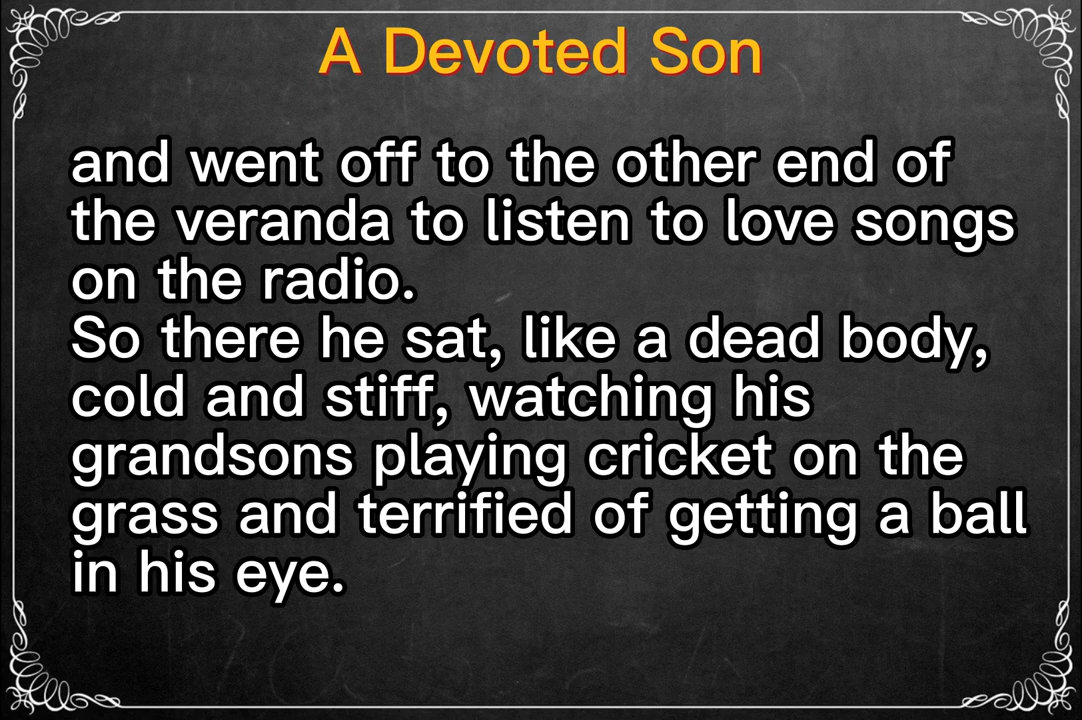 A Devoted Son
and went off to the other end of
the veranda to listen to love songs
on the radio.
So there he sat, like a dead body,
cold and stiff, watching his
grandsons playing cricket on the
grass and terrified of getting a ball
in his eye.